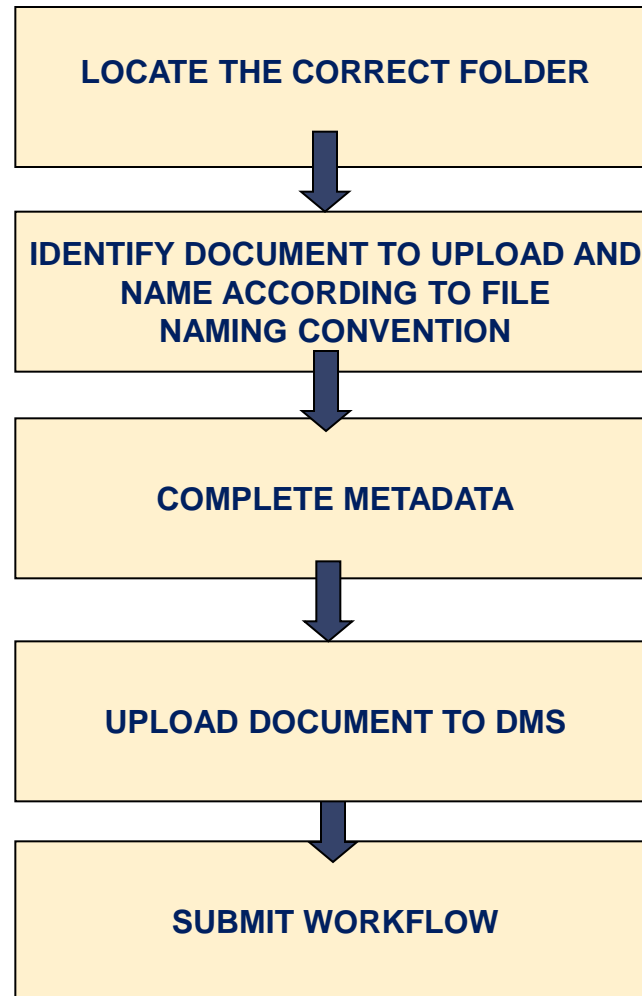 LOCATE THE CORRECT FOLDER
IDENTIFY DOCUMENT TO UPLOAD AND
NAME ACCORDING TO FILE
NAMING CONVENTION
COMPLETE METADATA
UPLOAD DOCUMENT TO DMS
SUBMIT WORKFLOW